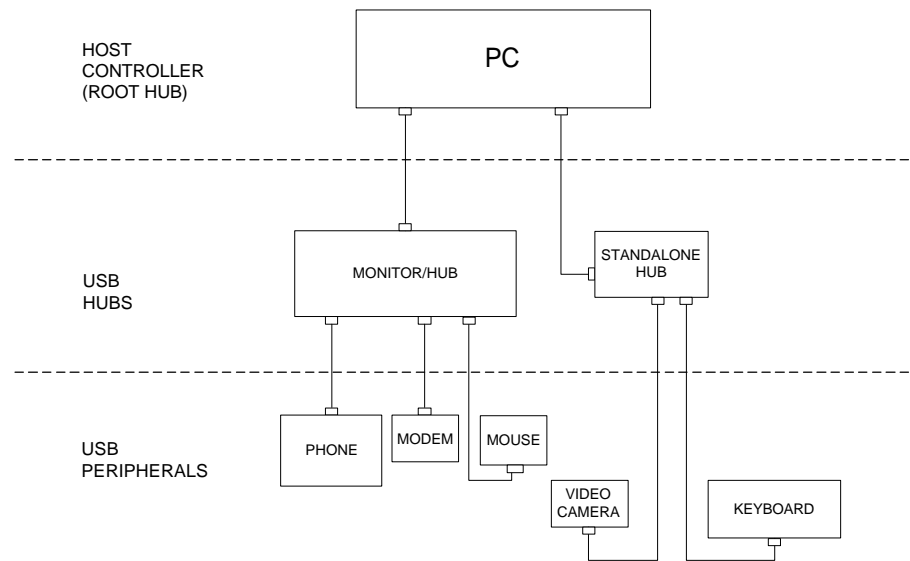 HOST
CONTROLLER
(ROOT HUB)
PC
USB
HUBS
MONITOR/HUB
STANDALONE
HUB
USB
PERIPHERALS
PHONE
MODEM
MOUSE
VIDEO
CAMERA
KEYBOARD